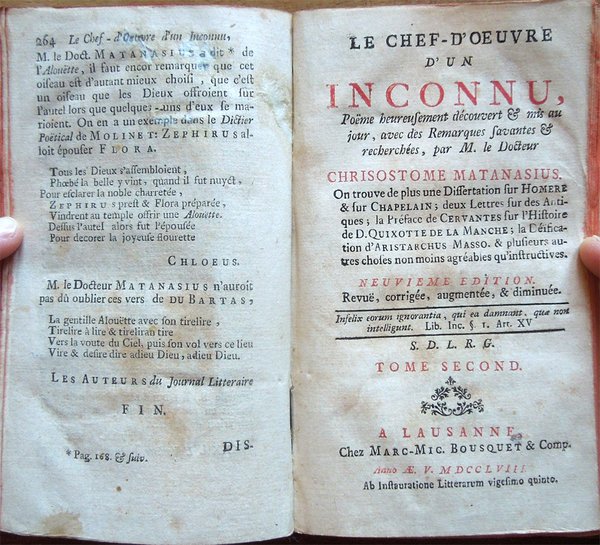 264 Le Chef-d'Oeuvre d'un Inconnu,
M. le Doct. MATANASIUS a dit * de
l'Alouëtte, il faut encor remarquer que cet
oiseau est d'autant mieux choisi, que c'est
un oiseau que les Dieux offroient sur
l'autel lors que quelques-uns d'eux se ma-
rioient. On en a un exemple dans le Dictier
Poëtical de MOLINET: ZEPHIRUS al-
loit épouser FLORA.
Tous les Dieux s'assembloient,
Phœbé la belle y vint, quand il fut nuyct,
Pour esclarer la noble charretée,
ZEPHIRUS prest & Flora préparée,
Vindrent au temple offrir une Alouëtte.
Dessus l'autel alors fut l'épousée
Pour decorer la joyeuse flourette
CHLOEUS.
M. le Docteur MATANASIUS n'auroit
pas dû oublier ces vers de DU BARTAS,
La gentille Alouëtte avec son tirelire,
Tirelire à lire & tireliran tire
Vers la voute du Ciel, puis son vol vers ce lieu
Vire & desire dire adieu Dieu, adieu Dieu.
LES AUTEURS du Journal Litteraire
FIN.
DIS-
* Pag. 168. & suiv.
LE CHEF-D'OEUVRE
D'UN
INCONNU,
Poëme heureusement découvert & mis au
jour, avec des Remarques savantes &
recherchées, par M. le Docteur
CHRISOSTOME MATANASIUS.
On trouve de plus une Dissertation sur HOMERE
& sur CHAPELAIN; deux Lettres sur des Anti-
ques; la Préface de CERVANTES sur l'Histoire
de D. QUIXOTTE DE LA MANCHE; la Déifica-
tion d'ARISTARCHUS MASSO. & plusieurs au-
tres choses non moins agréabies qu'instructives.
NEUVIEME EDITION.
Revuë, corrigée, augmentée, & diminuée.
Infelix eorum ignorantia, qui ea damnant, quæ non
intelligunt. Lib. Inc. §. 1. Art. XV
S. D. L. R. G.
TOME SECOND.
A LAUSANNE
Chez MARC-MIC. BOUSQUET & Comp.
Anno Æ. V. MDCCLVIII.
Ab Instauratione Litterarum vigesimo quinto.